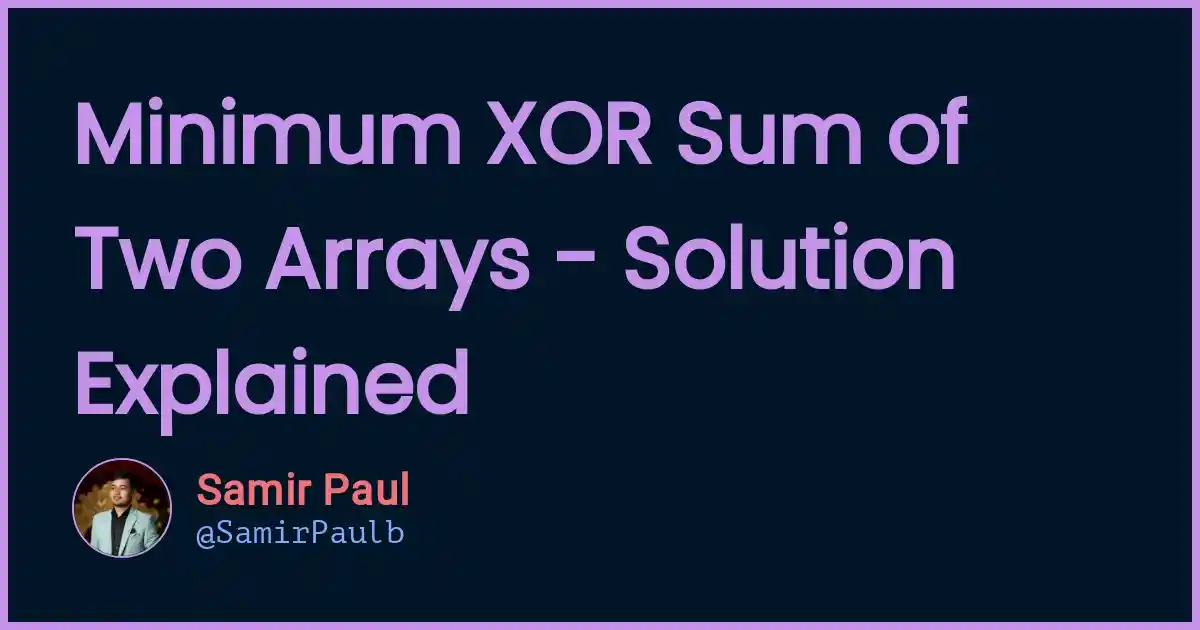 Minimum XOR Sum of
Two Arrays - Solution
Explained
Samir Paul
@SamirPaulb